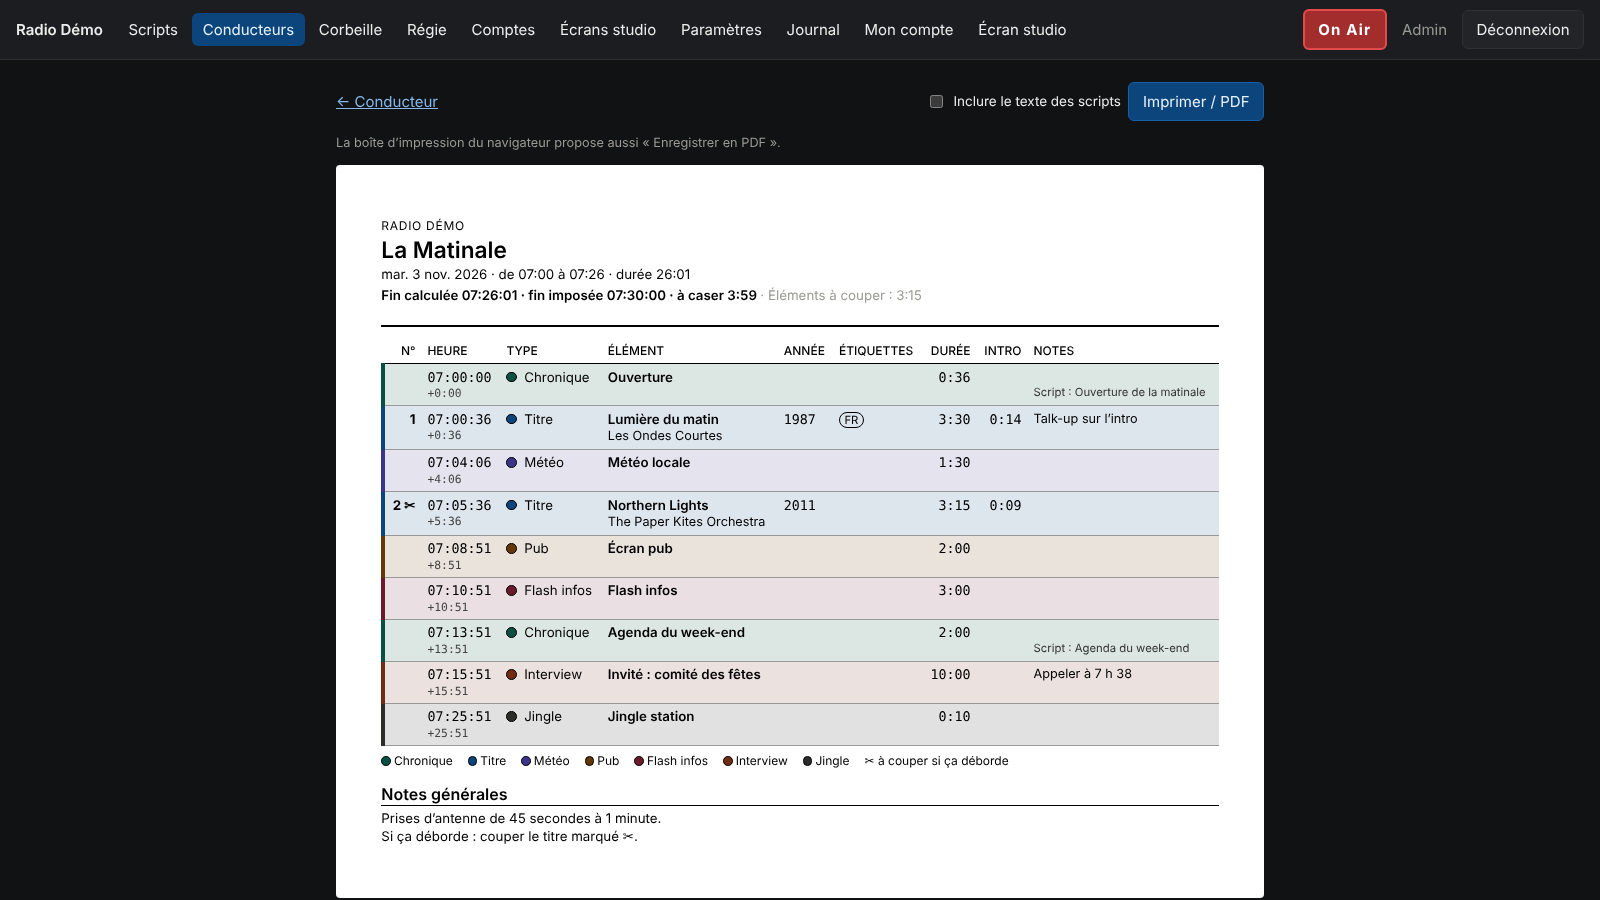 Radio Démo Scripts Conducteurs Corbeille Régie Comptes Écrans studio Paramètres Journal Mon compte Écran studio On Air Admin Déconnexion
← Conducteur Inclure le texte des scripts Imprimer / PDF
La boîte d’impression du navigateur propose aussi « Enregistrer en PDF ».
RADIO DÉMO
La Matinale
mar. 3 nov. 2026 · de 07:00 à 07:26 · durée 26:01
Fin calculée 07:26:01 · fin imposée 07:30:00 · à caser 3:59 · Éléments à couper : 3:15
N° HEURE TYPE ÉLÉMENT ANNÉE ÉTIQUETTES DURÉE INTRO NOTES
07:00:00 Chronique Ouverture 0:36
+0:00 Script : Ouverture de la matinale
1 07:00:36 Titre Lumière du matin 1987 FR 3:30 0:14 Talk-up sur l’intro
+0:36 Les Ondes Courtes
07:04:06 Météo Météo locale 1:30
+4:06
2 ✂ 07:05:36 Titre Northern Lights 2011 3:15 0:09
+5:36 The Paper Kites Orchestra
07:08:51 Pub Écran pub 2:00
+8:51
07:10:51 Flash infos Flash infos 3:00
+10:51
07:13:51 Chronique Agenda du week-end 2:00
+13:51 Script : Agenda du week-end
07:15:51 Interview Invité : comité des fêtes 10:00 Appeler à 7 h 38
+15:51
07:25:51 Jingle Jingle station 0:10
+25:51
Chronique Titre Météo Pub Flash infos Interview Jingle ✂ à couper si ça déborde
Notes générales
Prises d’antenne de 45 secondes à 1 minute.
Si ça déborde : couper le titre marqué ✂.